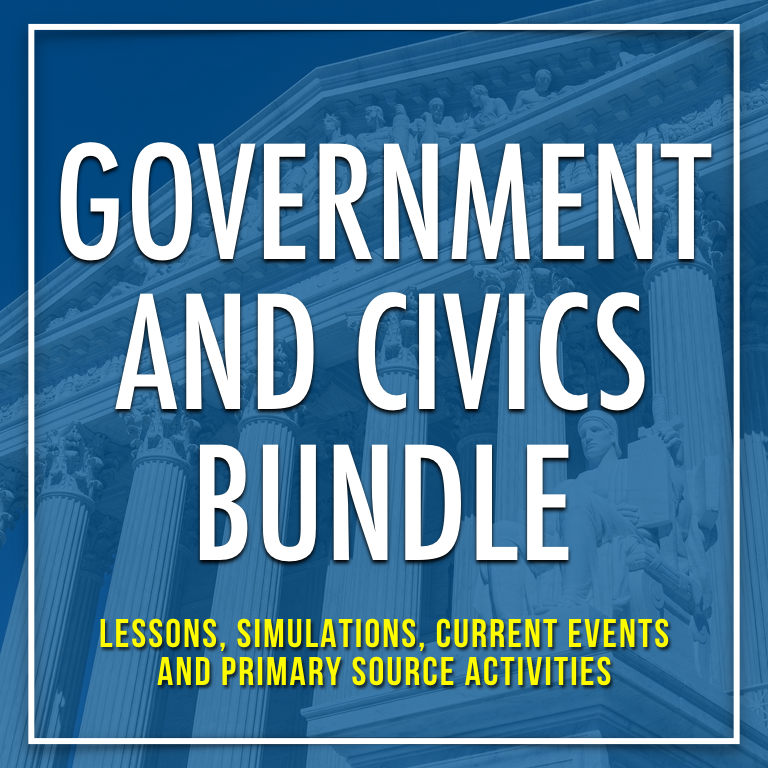 GOVERNMENT
AND CIVICS
BUNDLE
LESSONS, SIMULATIONS, CURRENT EVENTS
AND PRIMARY SOURCE ACTIVITIES